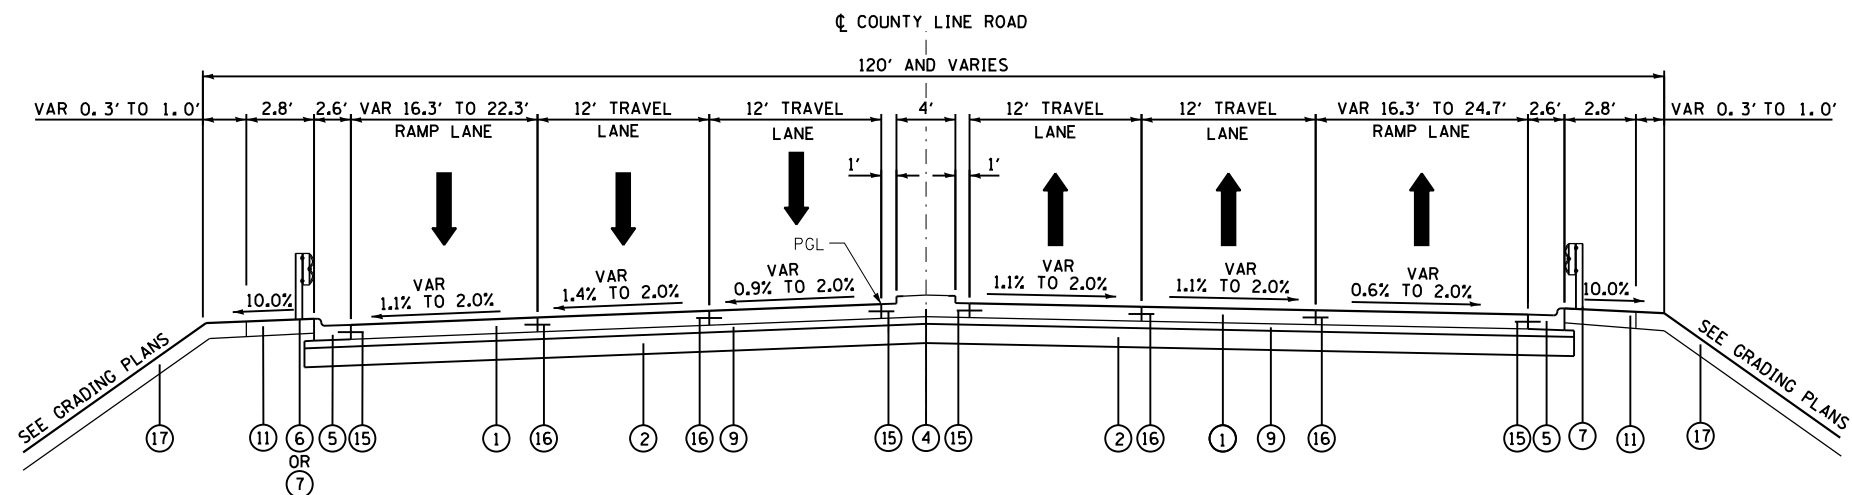 ℄ COUNTY LINE ROAD
120' AND VARIES
VAR 0.3' TO 1.0'
2.8'
2.6'
VAR 16.3' TO 22.3'
RAMP LANE
12' TRAVEL
LANE
12' TRAVEL
LANE
4'
12' TRAVEL
LANE
12' TRAVEL
LANE
VAR 16.3' TO 24.7'
RAMP LANE
2.6'
2.8'
VAR 0.3' TO 1.0'
1'
1'
PGL
10.0%
VAR
1.1% TO 2.0%
VAR
1.4% TO 2.0%
VAR
0.9% TO 2.0%
VAR
1.1% TO 2.0%
VAR
1.1% TO 2.0%
VAR
0.6% TO 2.0%
10.0%
SEE GRADING PLANS
SEE GRADING PLANS
17
11
6
OR
7
5
15
1
16
2
16
9
15
4
15
2
16
1
9
16
15
5
7
11
17